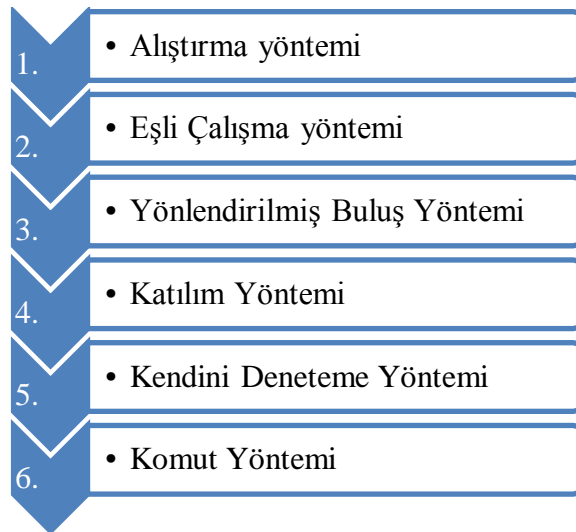 1. • Alıştırma yöntemi
2. • Eşli Çalışma yöntemi
3. • Yönlendirilmiş Buluş Yöntemi
4. • Katılım Yöntemi
5. • Kendini Deneteme Yöntemi
6. • Komut Yöntemi